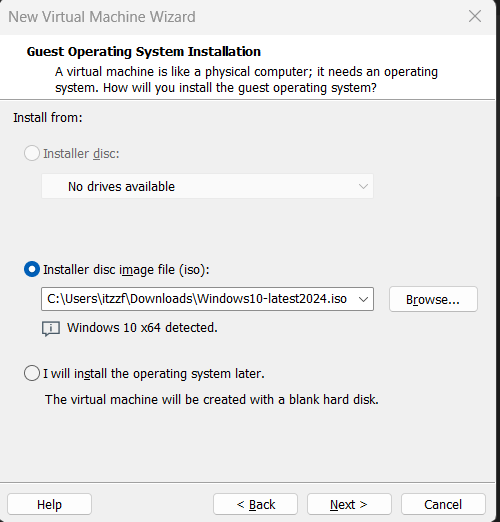 New Virtual Machine Wizard
Guest Operating System Installation
A virtual machine is like a physical computer; it needs an operating
system. How will you install the guest operating system?
Install from:
Installer disc:
No drives available
Installer disc image file (iso):
C:\Users\itzzf\Downloads\Windows10-latest2024.iso
Browse...
Windows 10 x64 detected.
I will install the operating system later.
The virtual machine will be created with a blank hard disk.
Help
< Back
Next >
Cancel